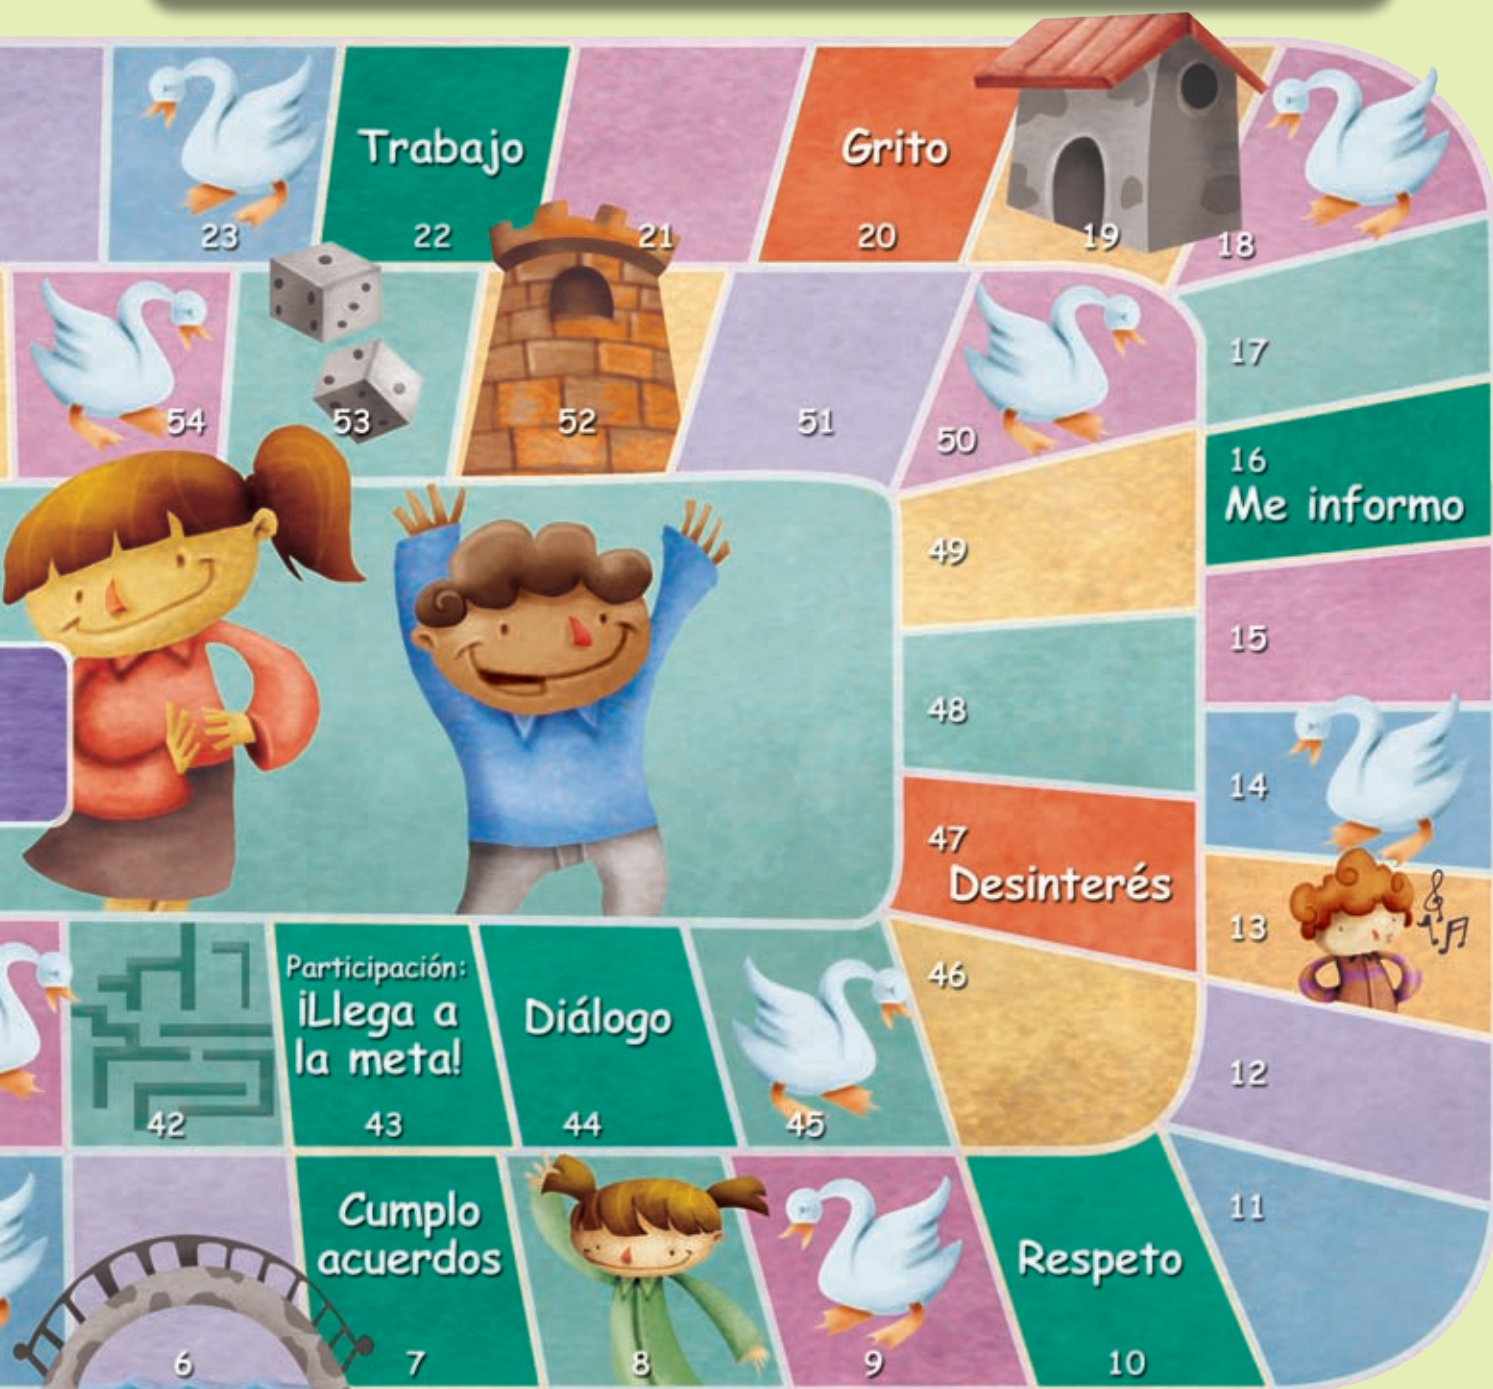 Trabajo
Grito
23
22
21
20
19
18
17
54
53
52
51
50
16
Me informo
49
15
48
14
47
Desinterés
13
46
Participación:
¡Llega a
la meta!
Diálogo
12
42
43
44
45
11
Cumplo
acuerdos
Respeto
6
7
8
9
10